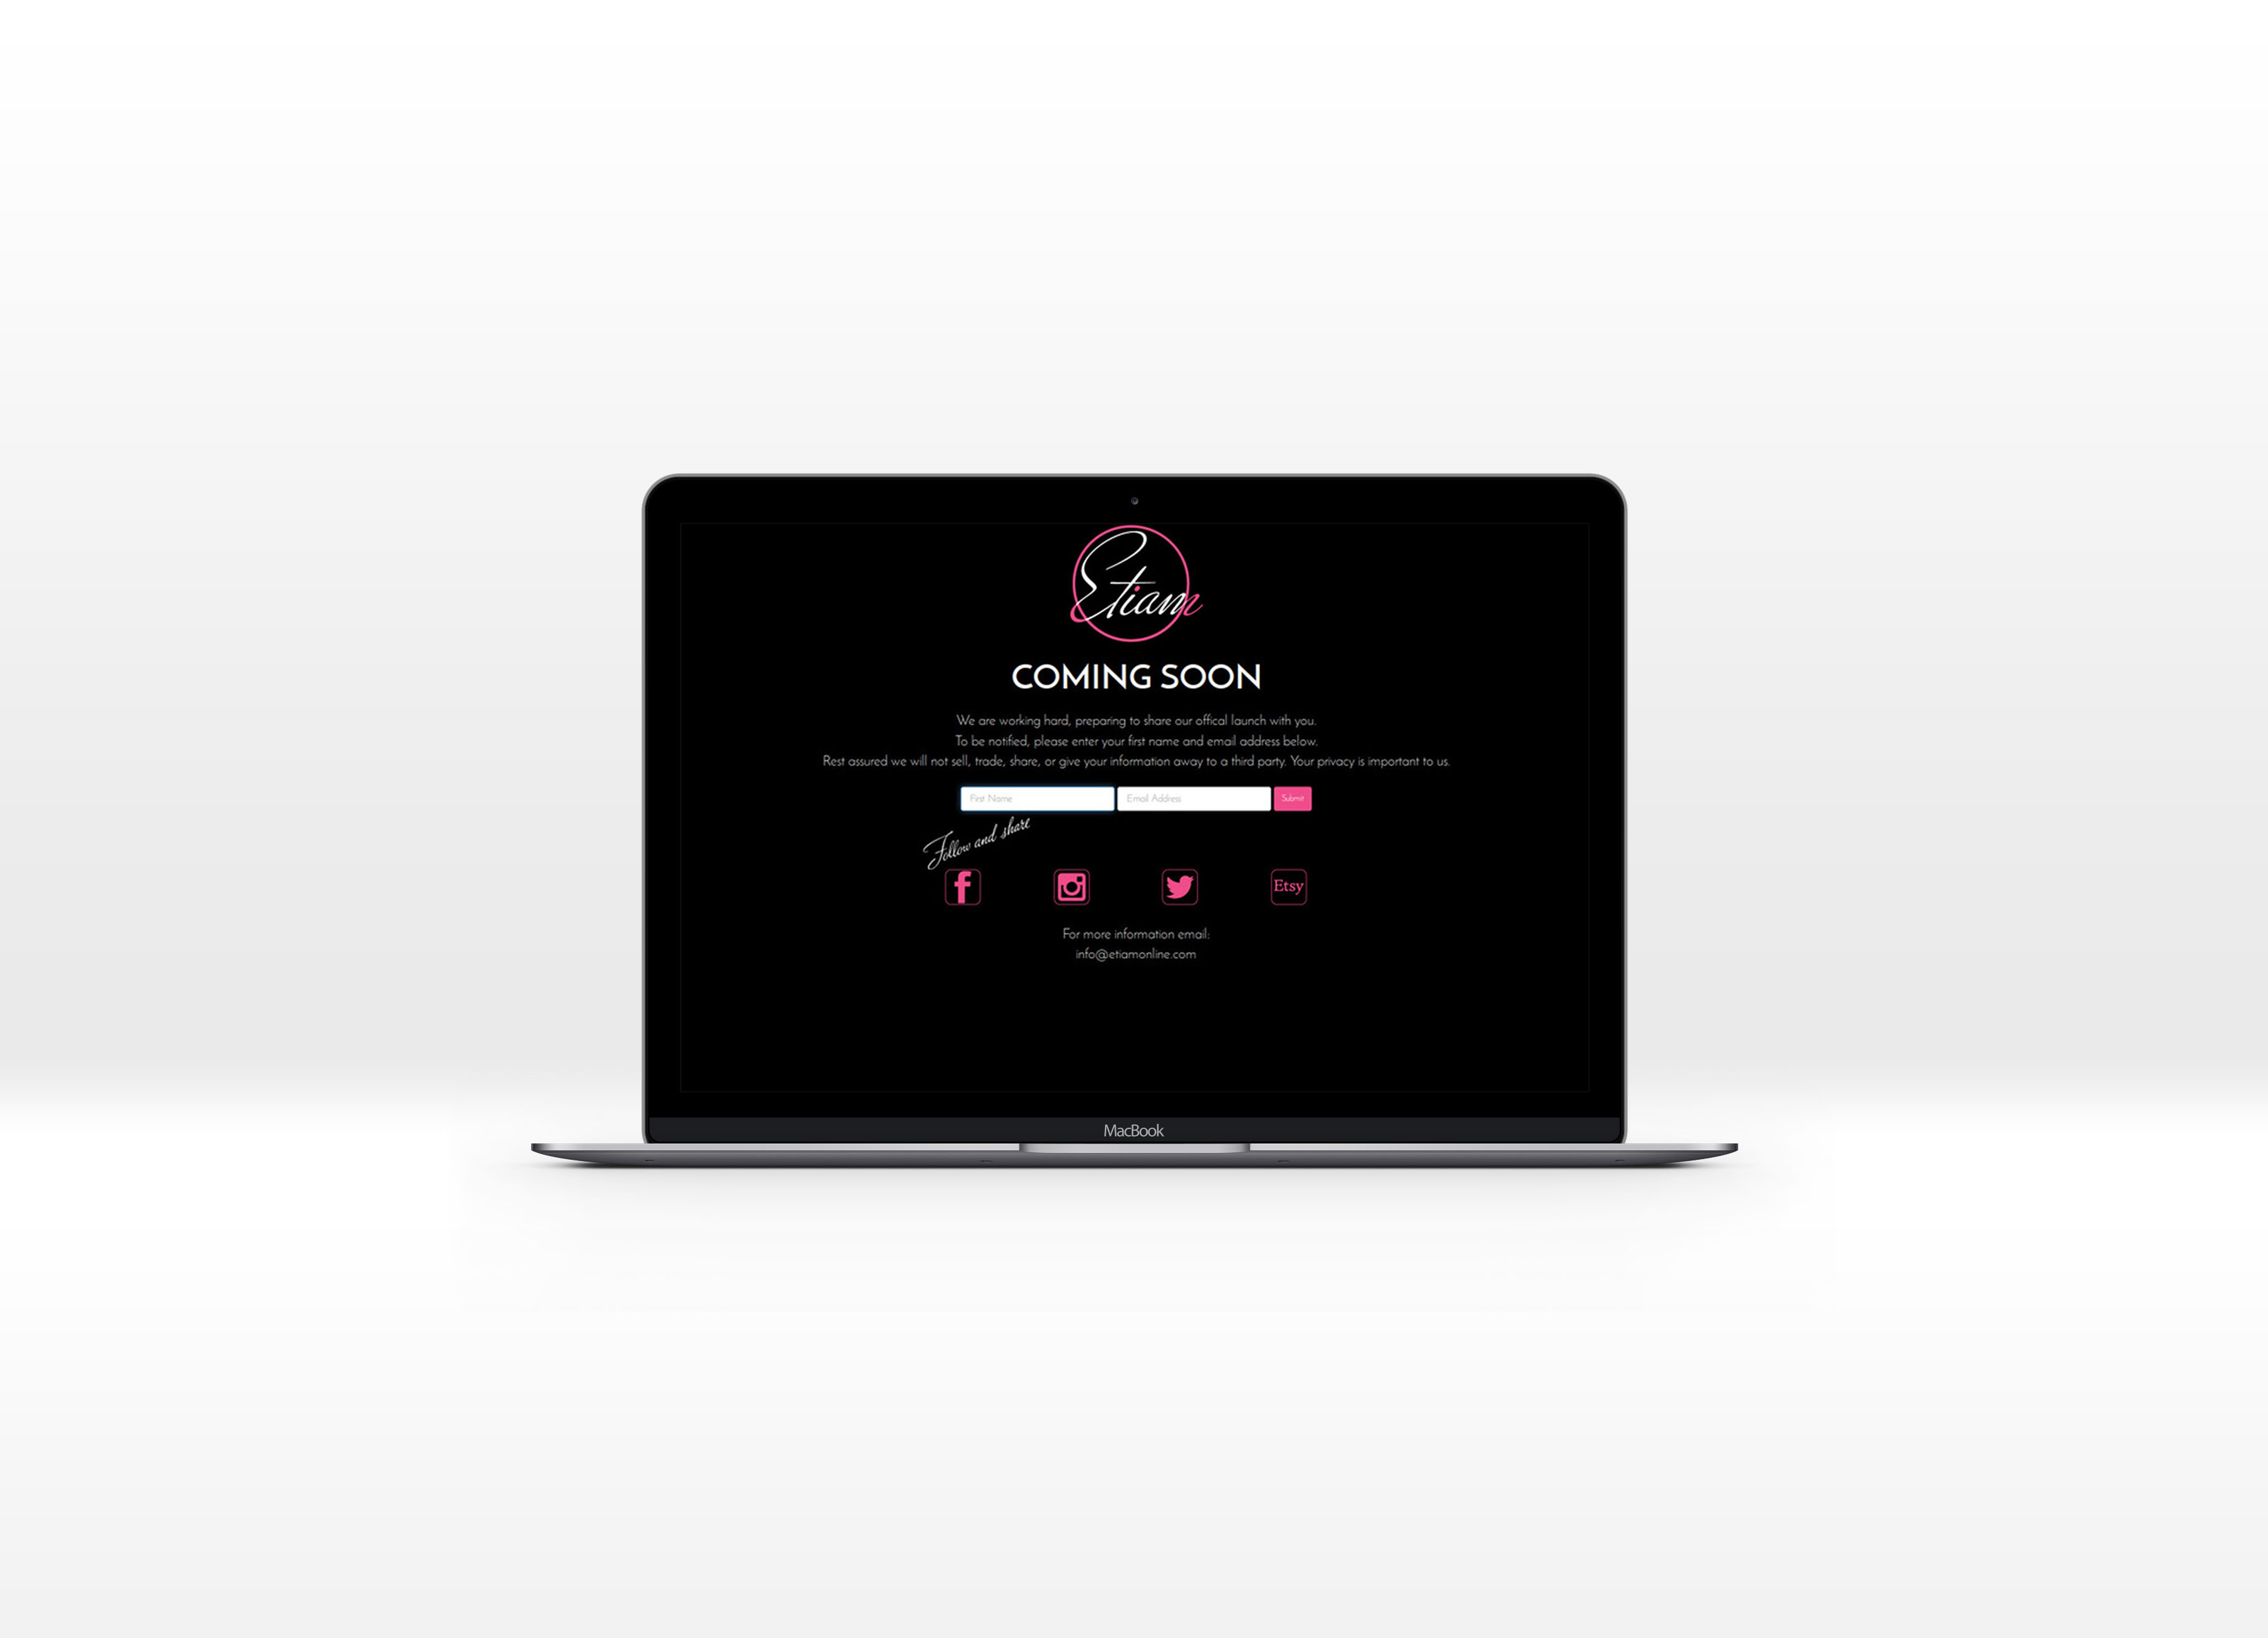 Etiam
COMING SOON
We are working hard, preparing to share our offical launch with you.
To be notified, please enter your first name and email address below.
Rest assured we will not sell, trade, share, or give your information away to a third party. Your privacy is important to us.
First Name Email Address Submit
Follow and share
f Etsy
For more information email:
info@etiamonline.com
MacBook